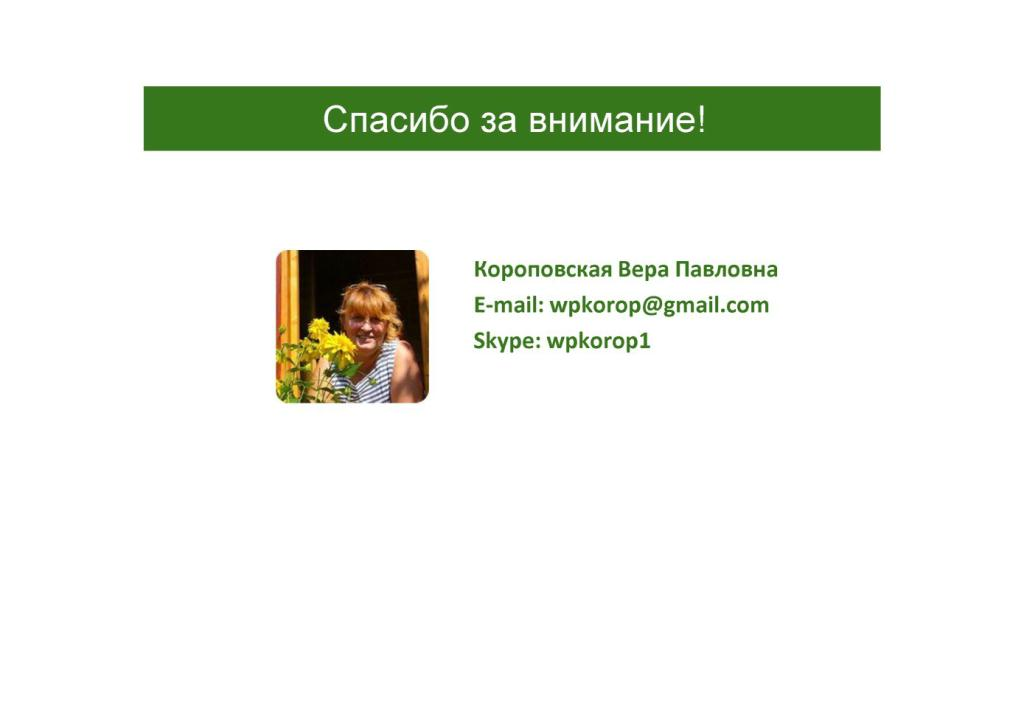 Спасибо за внимание!
Короповская Вера Павловна
E-mail: wpkorop@gmail.com
Skype: wpkorop1